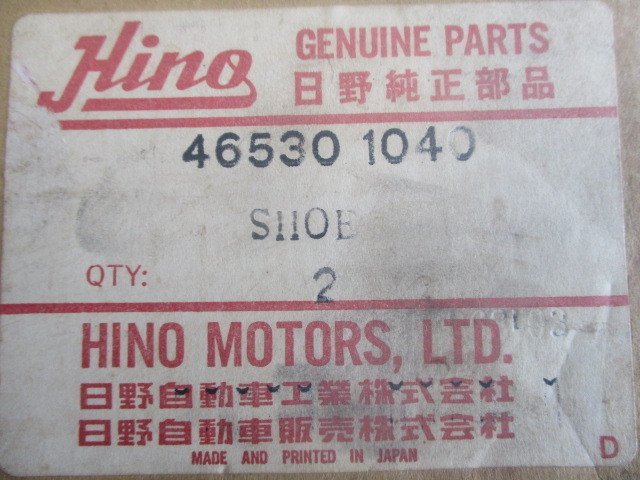 Hino GENUINE PARTS
日野純正部品
46530 1040
SHOE
QTY: 2
HINO MOTORS, LTD.
日野自動車工業株式会社
日野自動車販売株式会社
MADE AND PRINTED IN JAPAN
D